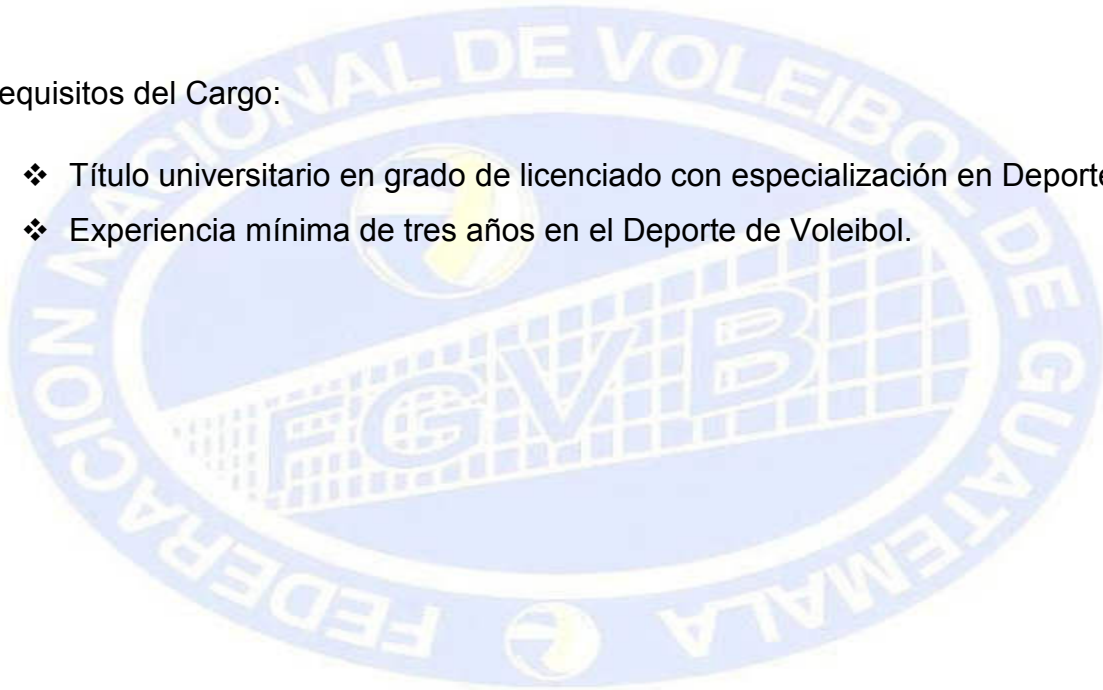 equisitos del Cargo:
❖ Título universitario en grado de licenciado con especialización en Deporte
❖ Experiencia mínima de tres años en el Deporte de Voleibol.
FEDERACION NACIONAL DE VOLEIBOL DE GUATEMALA
FGVB